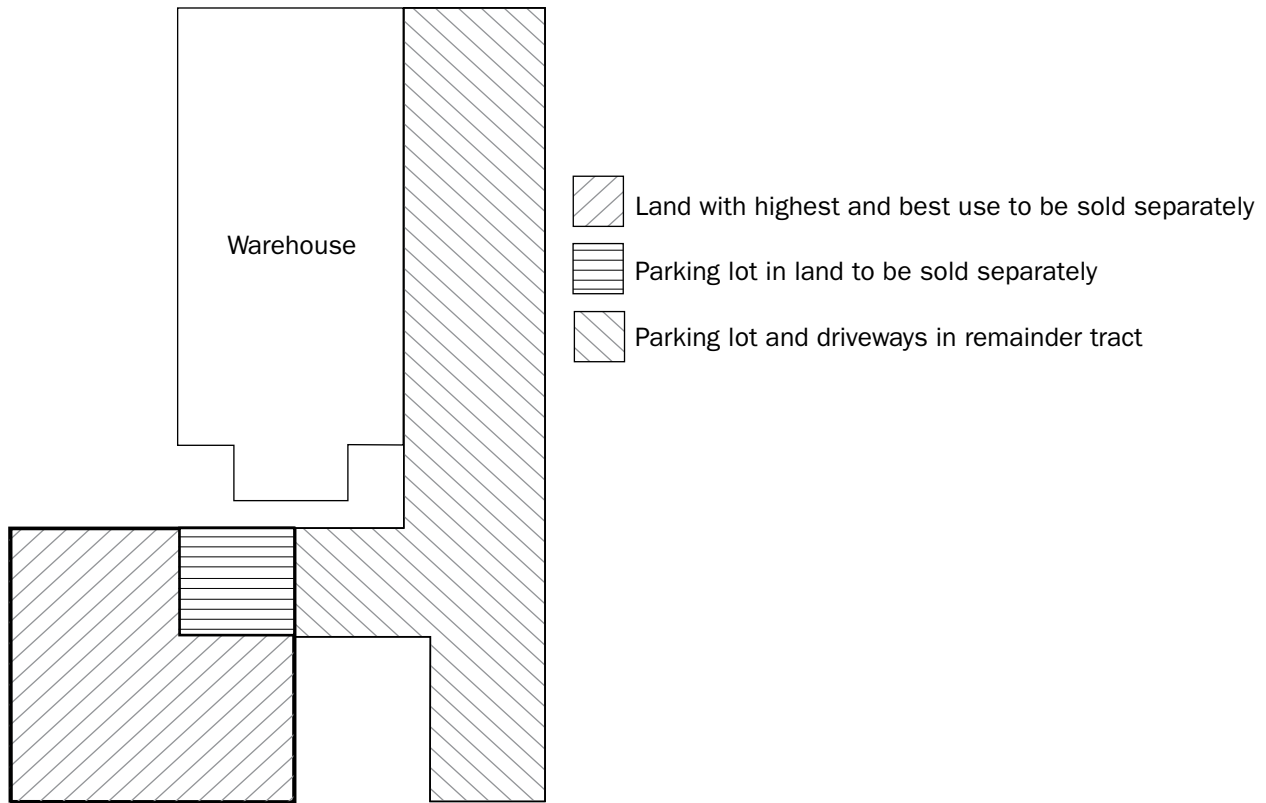 Warehouse
Land with highest and best use to be sold separately
Parking lot in land to be sold separately
Parking lot and driveways in remainder tract